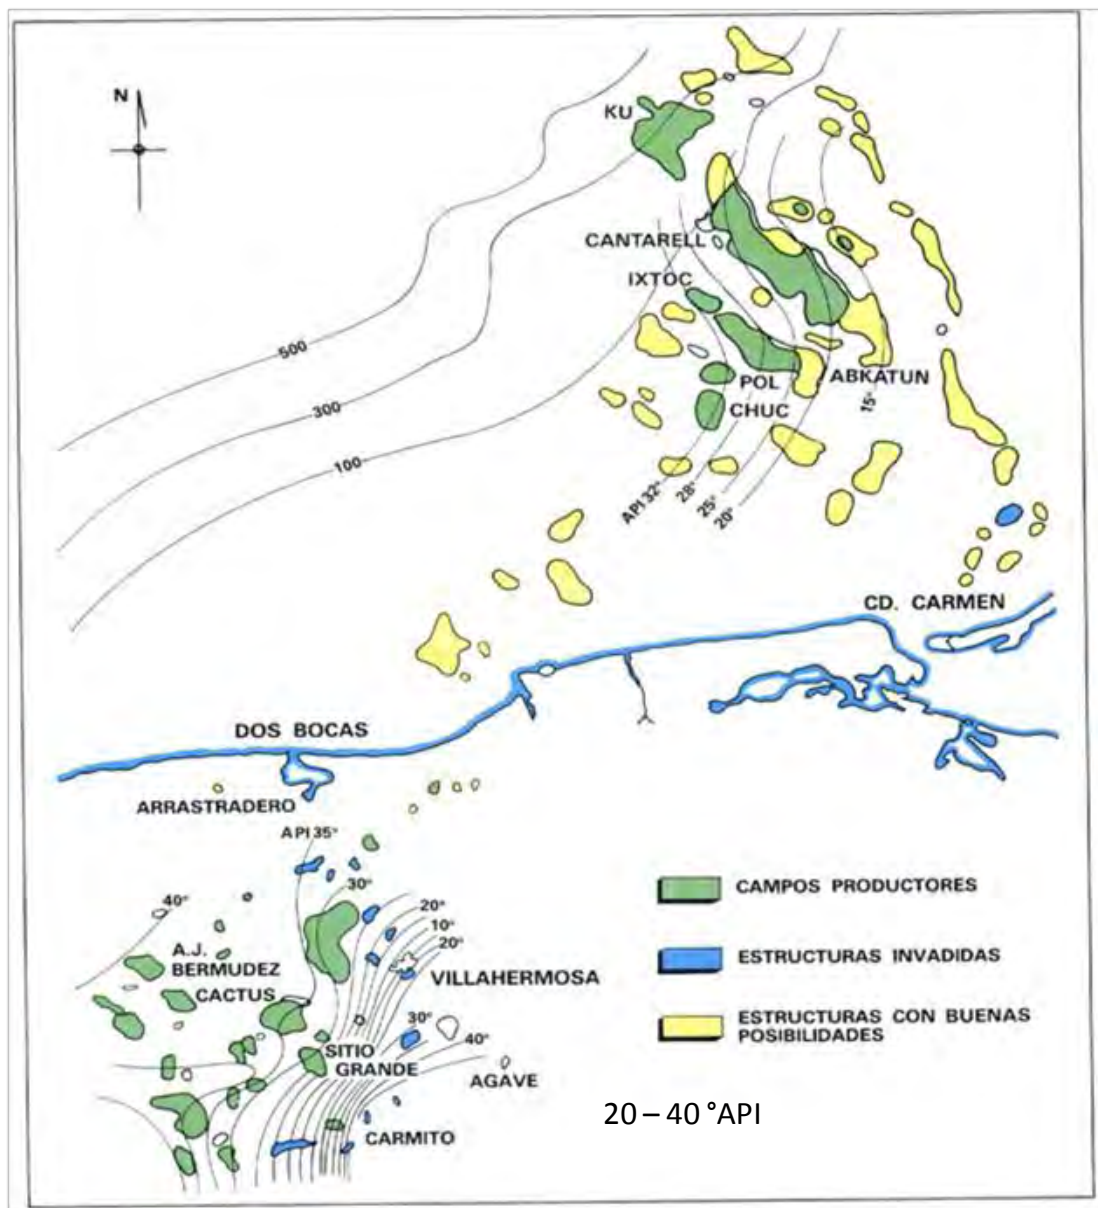 N
KU
CANTARELL
IXTOC
500
POL
ABKATUN
300
CHUC
15°
100
API 32°
28°
25°
20°
CD. CARMEN
DOS BOCAS
ARRASTRADERO
API 35°
30°
40°
20°
10°
20°
A.J.
BERMUDEZ
VILLAHERMOSA
CACTUS
30°
40°
SITIO
GRANDE
AGAVE
CARMITO
CAMPOS PRODUCTORES
ESTRUCTURAS INVADIDAS
ESTRUCTURAS CON BUENAS
POSIBILIDADES
20 – 40 °API